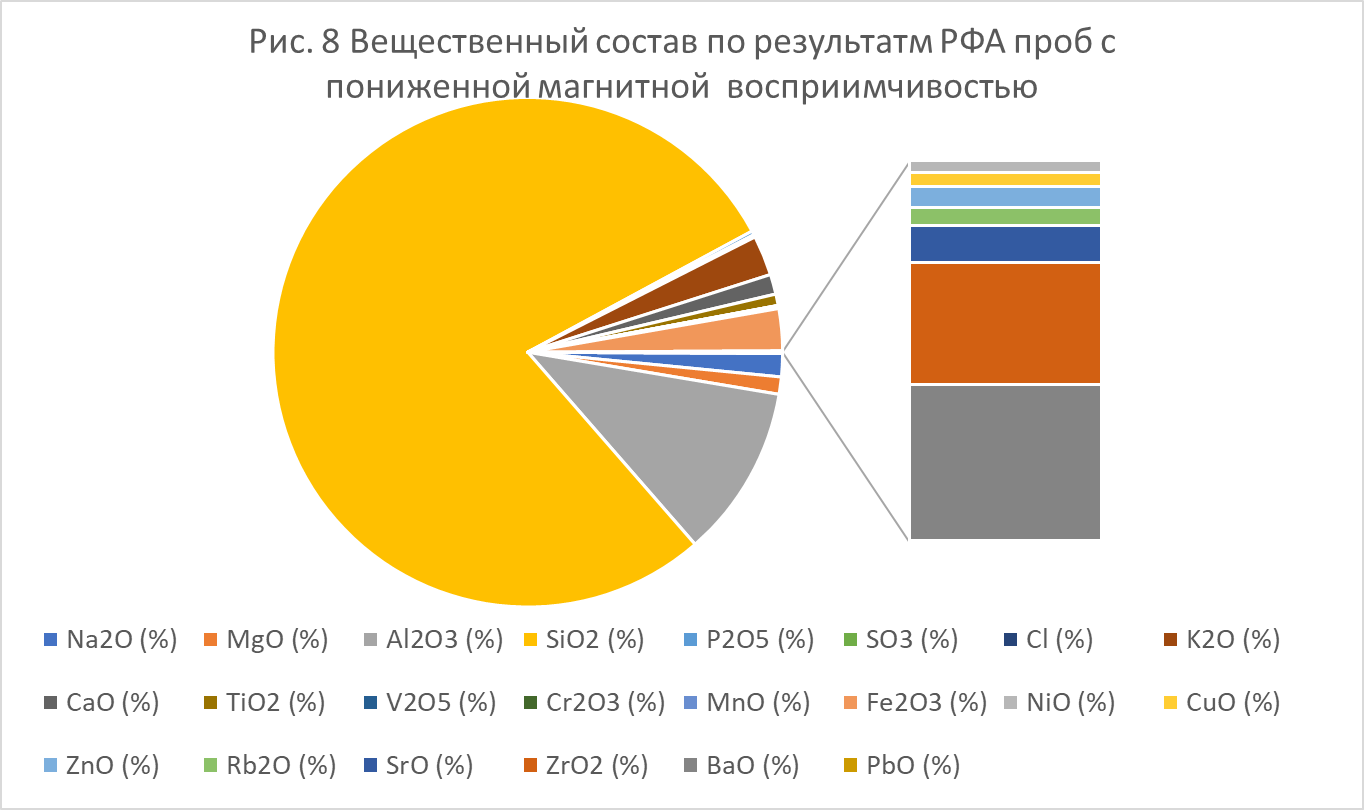 Рис. 8 Вещественный состав по результатм РФА проб с
пониженной магнитной  восприимчивостью
Na2O (%) MgO (%) Al2O3 (%) SiO2 (%) P2O5 (%) SO3 (%) Cl (%) K2O (%)
CaO (%) TiO2 (%) V2O5 (%) Cr2O3 (%) MnO (%) Fe2O3 (%) NiO (%) CuO (%)
ZnO (%) Rb2O (%) SrO (%) ZrO2 (%) BaO (%) PbO (%)